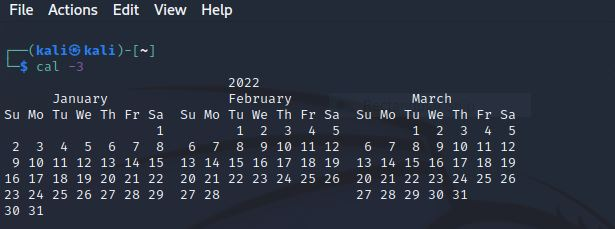 File Actions Edit View Help
┌──(kali㉿kali)-[~]
└─$ cal -3
2022
January February March
Su Mo Tu We Th Fr Sa Su Mo Tu We Th Fr Sa Su Mo Tu We Th Fr Sa
1 1 2 3 4 5 1 2 3 4 5
2 3 4 5 6 7 8 6 7 8 9 10 11 12 6 7 8 9 10 11 12
9 10 11 12 13 14 15 13 14 15 16 17 18 19 13 14 15 16 17 18 19
16 17 18 19 20 21 22 20 21 22 23 24 25 26 20 21 22 23 24 25 26
23 24 25 26 27 28 29 27 28 27 28 29 30 31
30 31